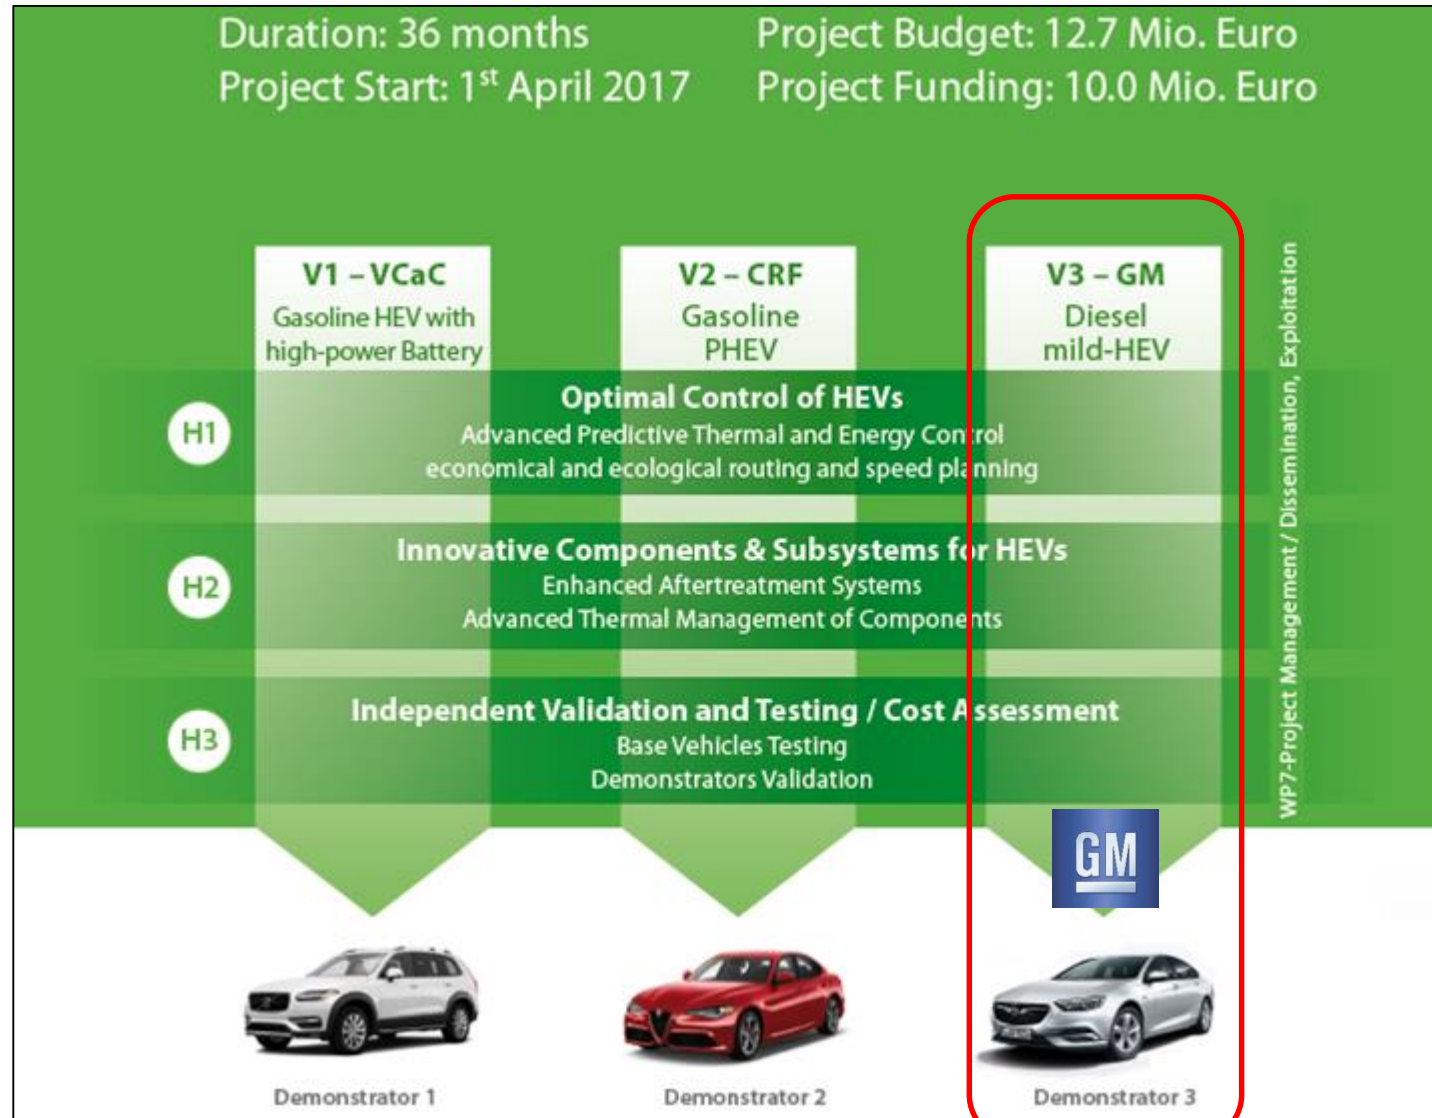 Duration: 36 months
Project Start: 1st April 2017
Project Budget: 12.7 Mio. Euro
Project Funding: 10.0 Mio. Euro
V1 – VCaC
Gasoline HEV with
high-power Battery
V2 – CRF
Gasoline
PHEV
V3 – GM
Diesel
mild-HEV
H1
Optimal Control of HEVs
Advanced Predictive Thermal and Energy Control
economical and ecological routing and speed planning
H2
Innovative Components & Subsystems for HEVs
Enhanced Aftertreatment Systems
Advanced Thermal Management of Components
H3
Independent Validation and Testing / Cost Assessment
Base Vehicles Testing
Demonstrators Validation
WP7-Project Management / Dissemination, Exploitation
GM
Demonstrator 1
Demonstrator 2
Demonstrator 3